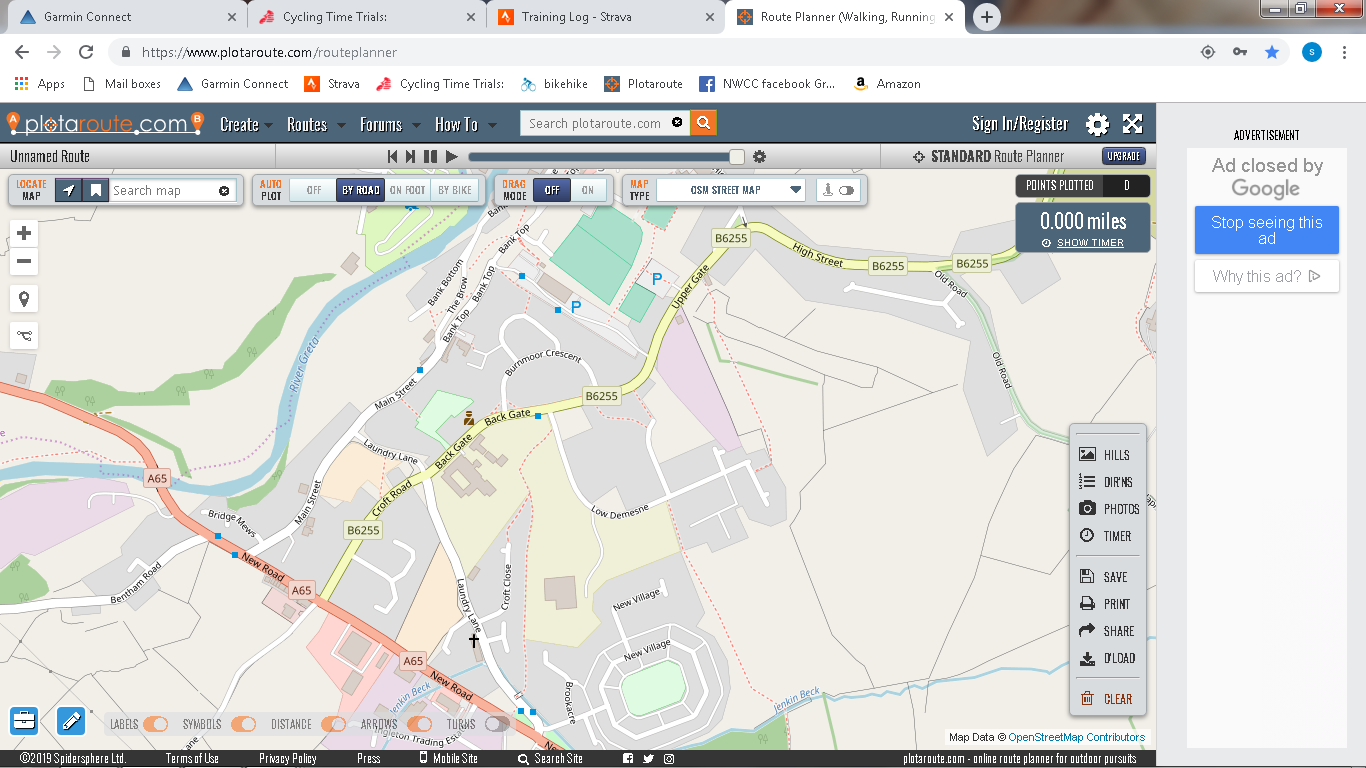 Garmin Connect
Cycling Time Trials:
Training Log - Strava
Route Planner (Walking, Running
https://www.plotaroute.com/routeplanner
s
Apps
Mail boxes
Garmin Connect
Strava
Cycling Time Trials:
bikehike
Plotaroute
NWCC facebook Gr...
Amazon
A plotaroute.com B
Create
Routes
Forums
How To
Search plotaroute.com
Sign In/Register
Unnamed Route
STANDARD Route Planner
UPGRADE
LOCATE MAP
Search map
AUTO PLOT
OFF
BY ROAD
ON FOOT
BY BIKE
DRAG MODE
OFF
ON
MAP TYPE
OSM STREET MAP
POINTS PLOTTED
0
0.000 miles
SHOW TIMER
ADVERTISEMENT
Ad closed by
Google
Stop seeing this
ad
Why this ad?
Bank Top
Bank Bottom
The Brow
Bank Top
Bank Top
P
P
B6255
High Street
B6255
B6255
Upper Gate
Old Road
Old Road
River Greta
Burnmoor Crescent
Main Street
B6255
Back Gate
Back Gate
Laundry Lane
A65
Croft Road
Main Street
Low Demesne
Bridge Mews
B6255
New Road
Bentham Road
A65
Laundry Lane
Croft Close
New Village
New Village
A65
New Road
Brookacre
Jenkin Beck
Jenkin Beck
HILLS
DIR'NS
PHOTOS
TIMER
SAVE
PRINT
SHARE
D'LOAD
CLEAR
LABELS
SYMBOLS
DISTANCE
ARROWS
TURNS
Map Data © OpenStreetMap Contributors
©2019 Spidersphere Ltd.
Terms of Use
Privacy Policy
Press
Mobile Site
Search Site
plotaroute.com - online route planner for outdoor pursuits